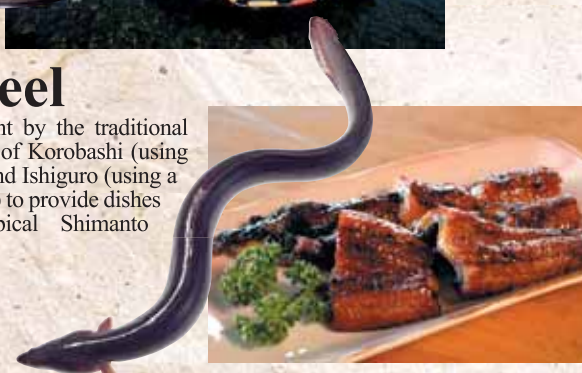 eel
nt by the traditional
of Korobashi (using
nd Ishiguro (using a
to provide dishes
pical Shimanto